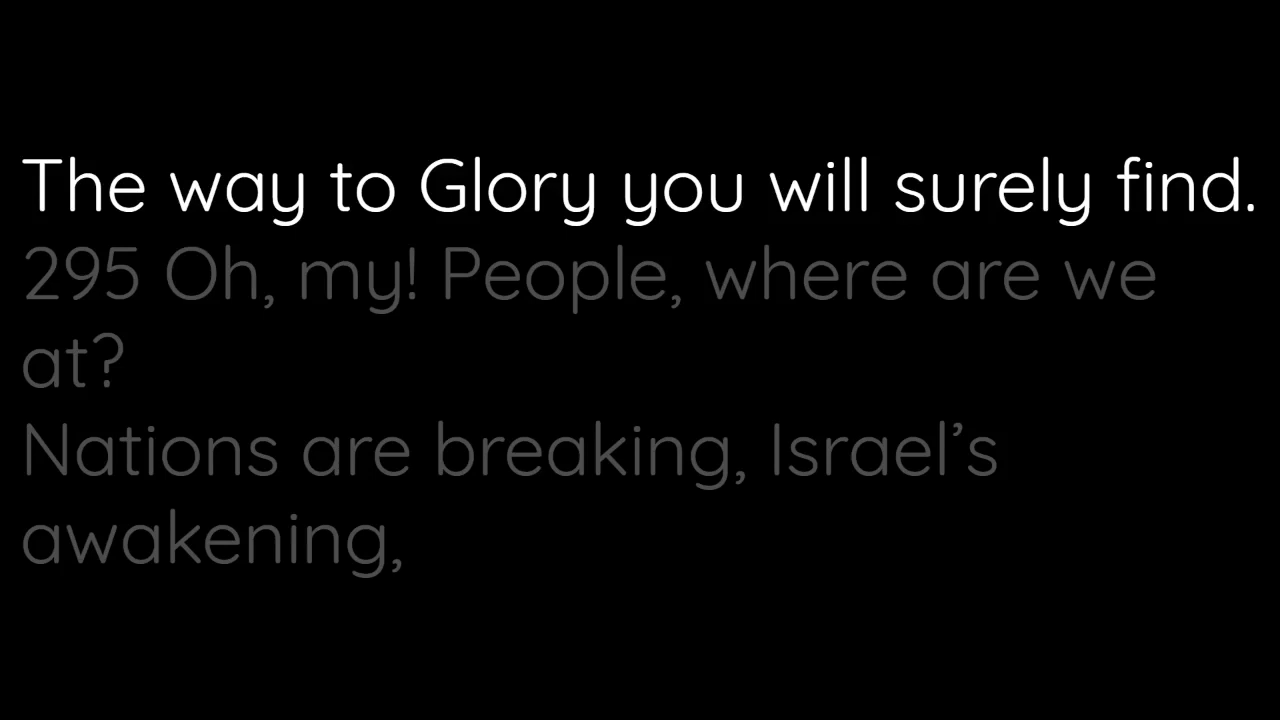 The way to Glory you will surely find.
295 Oh, my! People, where are we
at?
Nations are breaking, Israel’s
awakening,